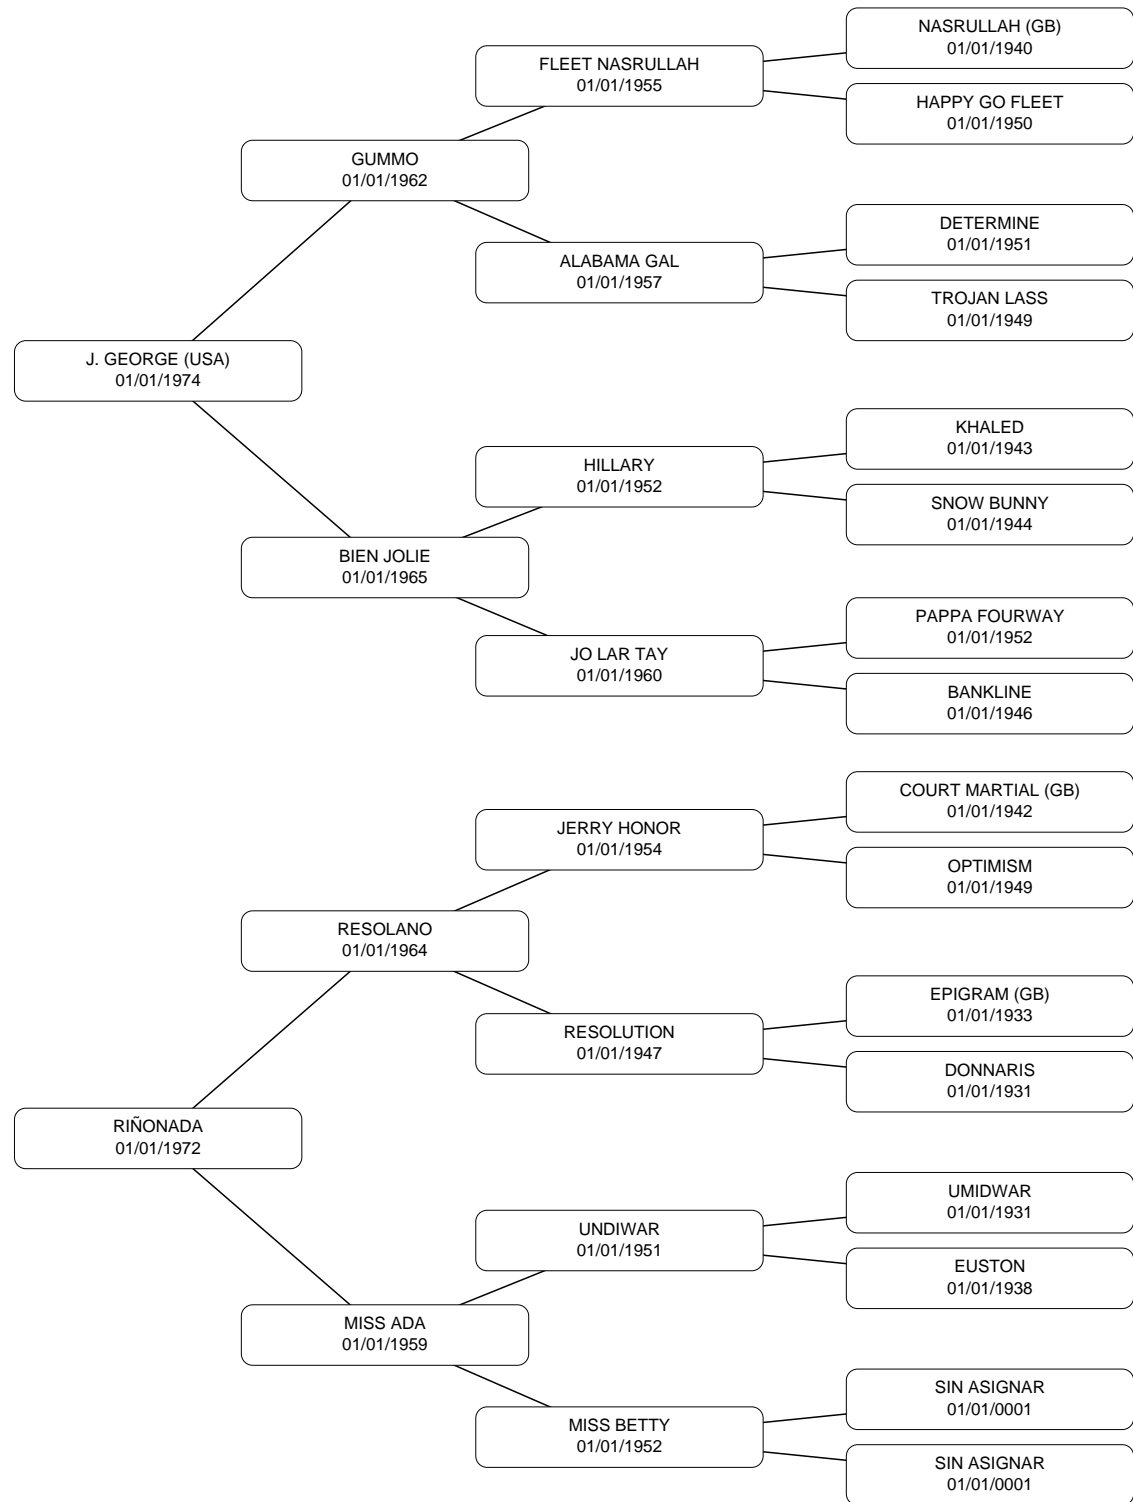 NASRULLAH (GB)
01/01/1940
FLEET NASRULLAH
01/01/1955
HAPPY GO FLEET
01/01/1950
GUMMO
01/01/1962
DETERMINE
01/01/1951
ALABAMA GAL
01/01/1957
TROJAN LASS
01/01/1949
J. GEORGE (USA)
01/01/1974
KHALED
01/01/1943
HILLARY
01/01/1952
SNOW BUNNY
01/01/1944
BIEN JOLIE
01/01/1965
PAPPA FOURWAY
01/01/1952
JO LAR TAY
01/01/1960
BANKLINE
01/01/1946
COURT MARTIAL (GB)
01/01/1942
JERRY HONOR
01/01/1954
OPTIMISM
01/01/1949
RESOLANO
01/01/1964
EPIGRAM (GB)
01/01/1933
RESOLUTION
01/01/1947
DONNARIS
01/01/1931
RIÑONADA
01/01/1972
UMIDWAR
01/01/1931
UNDIWAR
01/01/1951
EUSTON
01/01/1938
MISS ADA
01/01/1959
SIN ASIGNAR
01/01/0001
MISS BETTY
01/01/1952
SIN ASIGNAR
01/01/0001